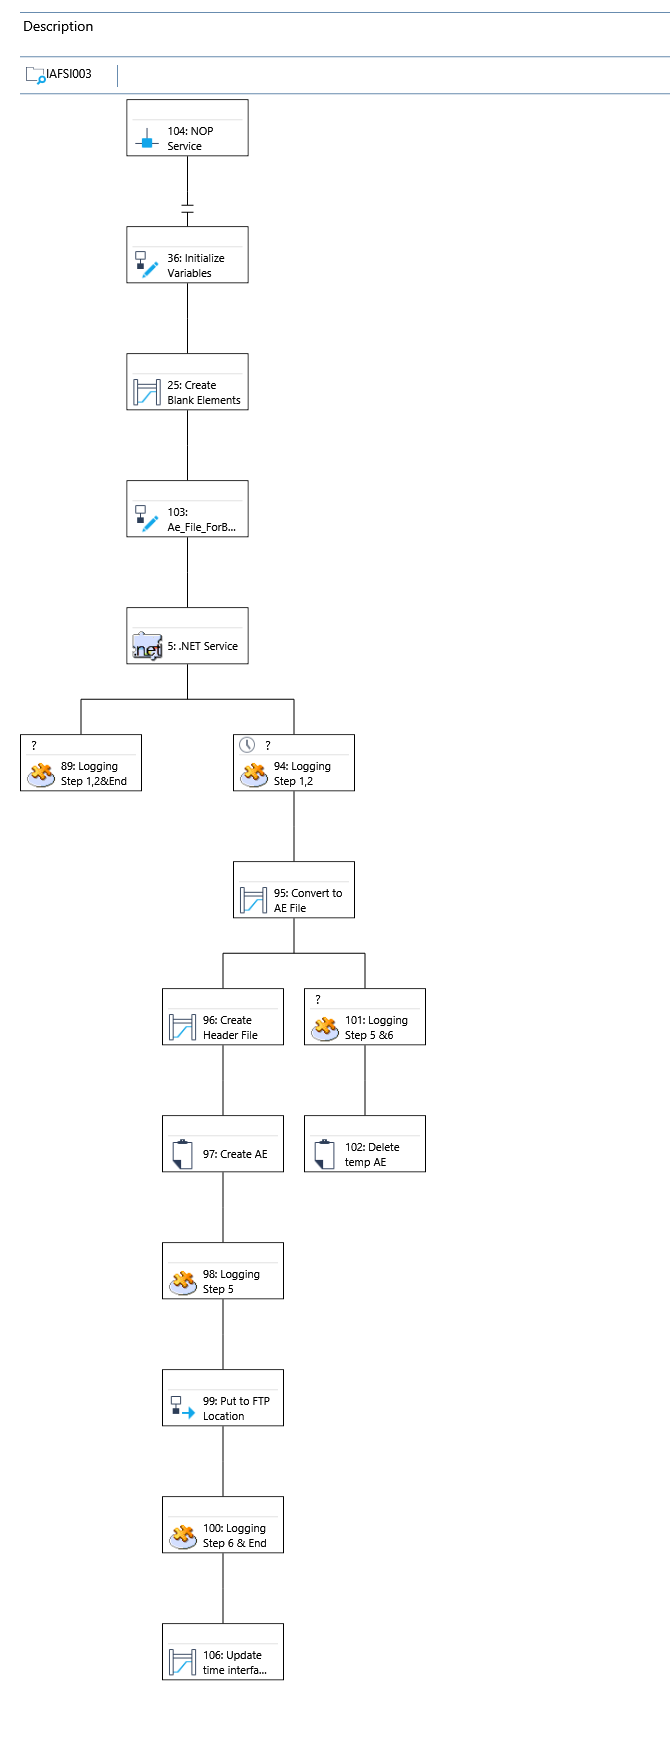 Description
IAFSI003
104: NOP
Service
36: Initialize
Variables
25: Create
Blank Elements
103:
Ae_File_ForB...
.net
5: .NET Service
?
89: Logging
Step 1,2&End
?
94: Logging
Step 1,2
95: Convert to
AE File
96: Create
Header File
?
101: Logging
Step 5 &6
97: Create AE
102: Delete
temp AE
98: Logging
Step 5
99: Put to FTP
Location
100: Logging
Step 6 & End
106: Update
time interfa...